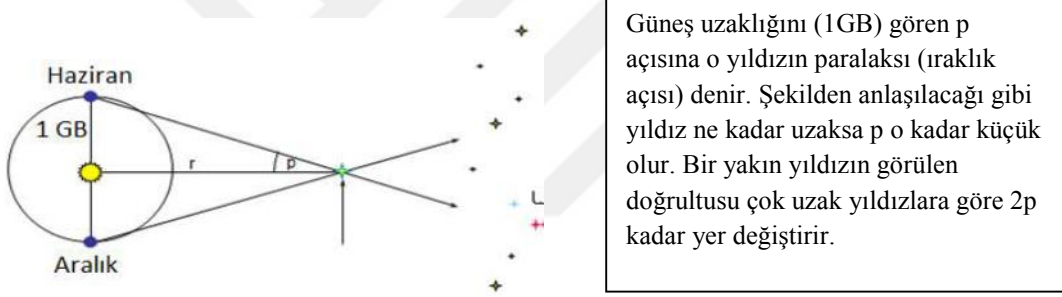 Haziran
1 GB
r
p
Aralık
Güneş uzaklığını (1GB) gören p
açısına o yıldızın paralaksı (ıraklık
açısı) denir. Şekilden anlaşılacağı gibi
yıldız ne kadar uzaksa p o kadar küçük
olur. Bir yakın yıldızın görülen
doğrultusu çok uzak yıldızlara göre 2p
kadar yer değiştirir.